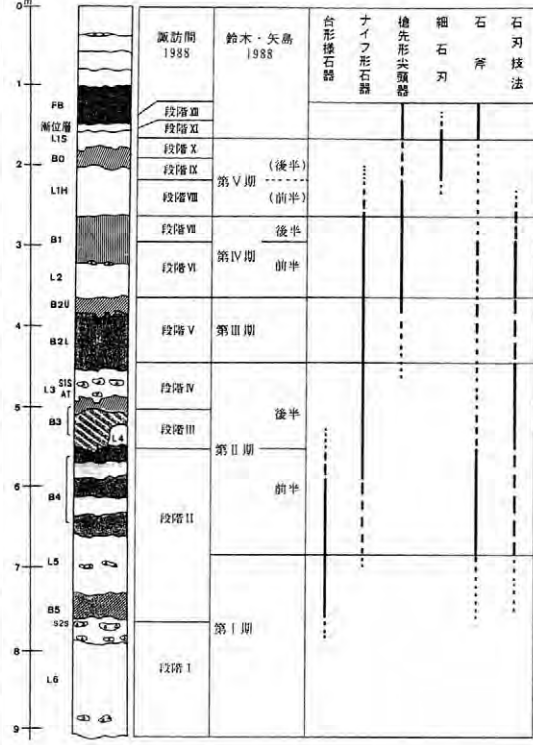 0m
1
2
3
4
5
6
7
8
9
FB
漸位層
L1S
B0
L1H
B1
L2
B2U
B2L
L3
SIS
AT
B3
L4
B4
L5
B5
S2S
L6
諏訪間
1988
段階XII
段階XI
段階X
段階IX
段階VIII
段階VII
段階VI
段階V
段階IV
段階III
段階II
段階I
鈴木・矢島
1988
第V期
(後半)
(前半)
第IV期
後半
前半
第III期
第II期
後半
前半
第I期
台形様石器
ナイフ形石器
槍先形尖頭器
細石刃
石斧
石刃技法